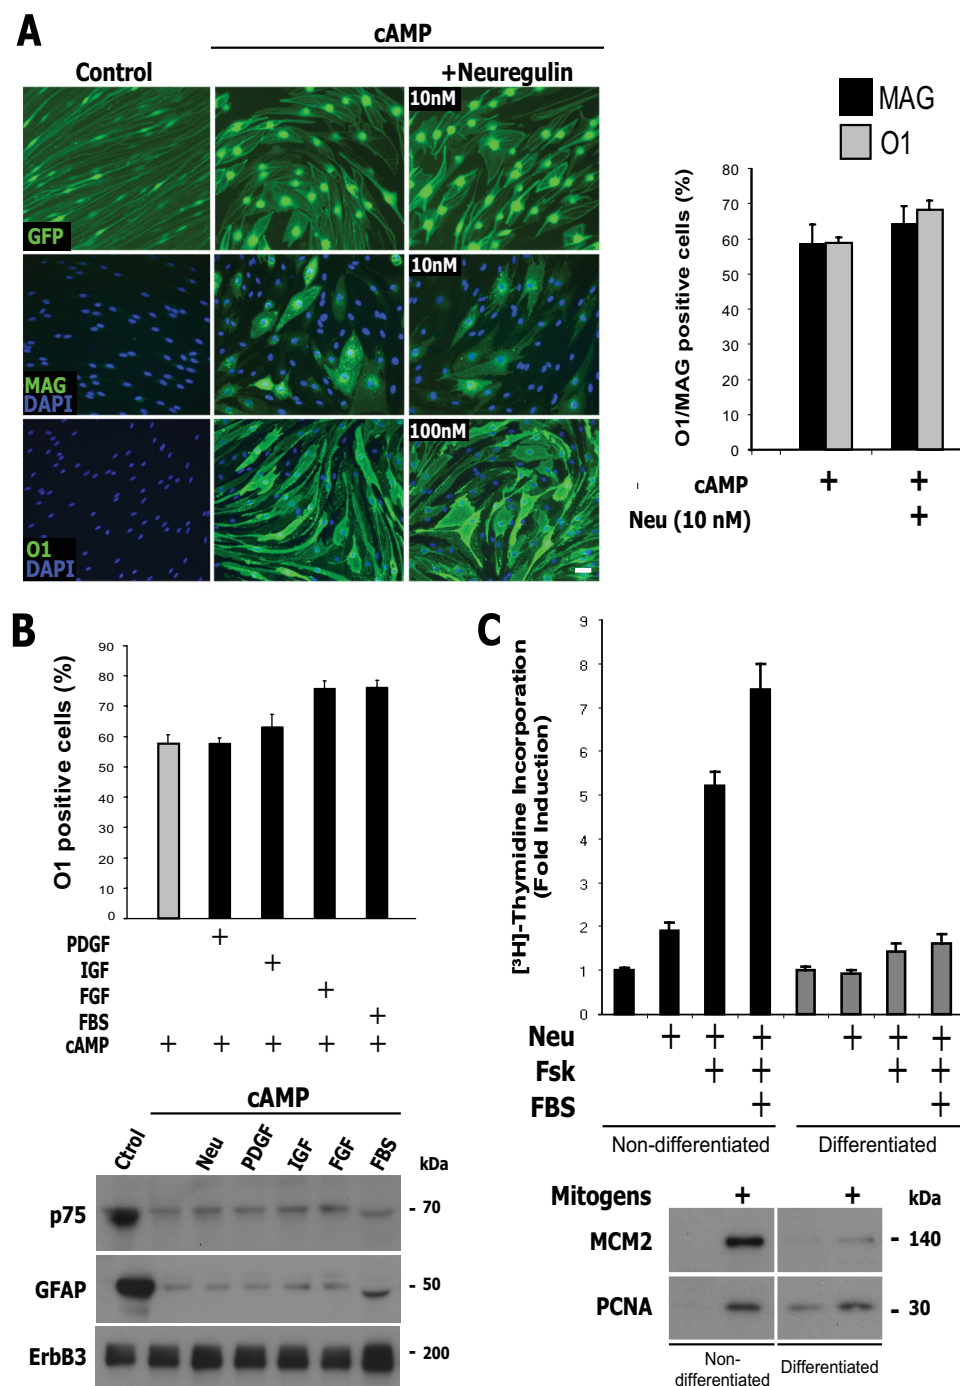 A
cAMP
Control
+Neuregulin
10nM
GFP
10nM
MAG
DAPI
100nM
O1
DAPI
MAG
O1
O1/MAG positive cells (%)
80
70
60
50
40
30
20
10
0
cAMP + +
Neu (10 nM) +
B
O1 positive cells (%)
90
80
70
60
50
40
30
20
10
0
PDGF +
IGF +
FGF +
FBS +
cAMP + + + + +
cAMP
Ctrol Neu PDGF IGF FGF FBS kDa
p75 - 70
GFAP - 50
ErbB3 - 200
C
[³H]-Thymidine Incorporation
(Fold Induction)
9
8
7
6
5
4
3
2
1
0
Neu + + + + + +
Fsk + + + +
FBS + +
Non-differentiated Differentiated
Mitogens + + kDa
MCM2 - 140
PCNA - 30
Non-
differentiated Differentiated